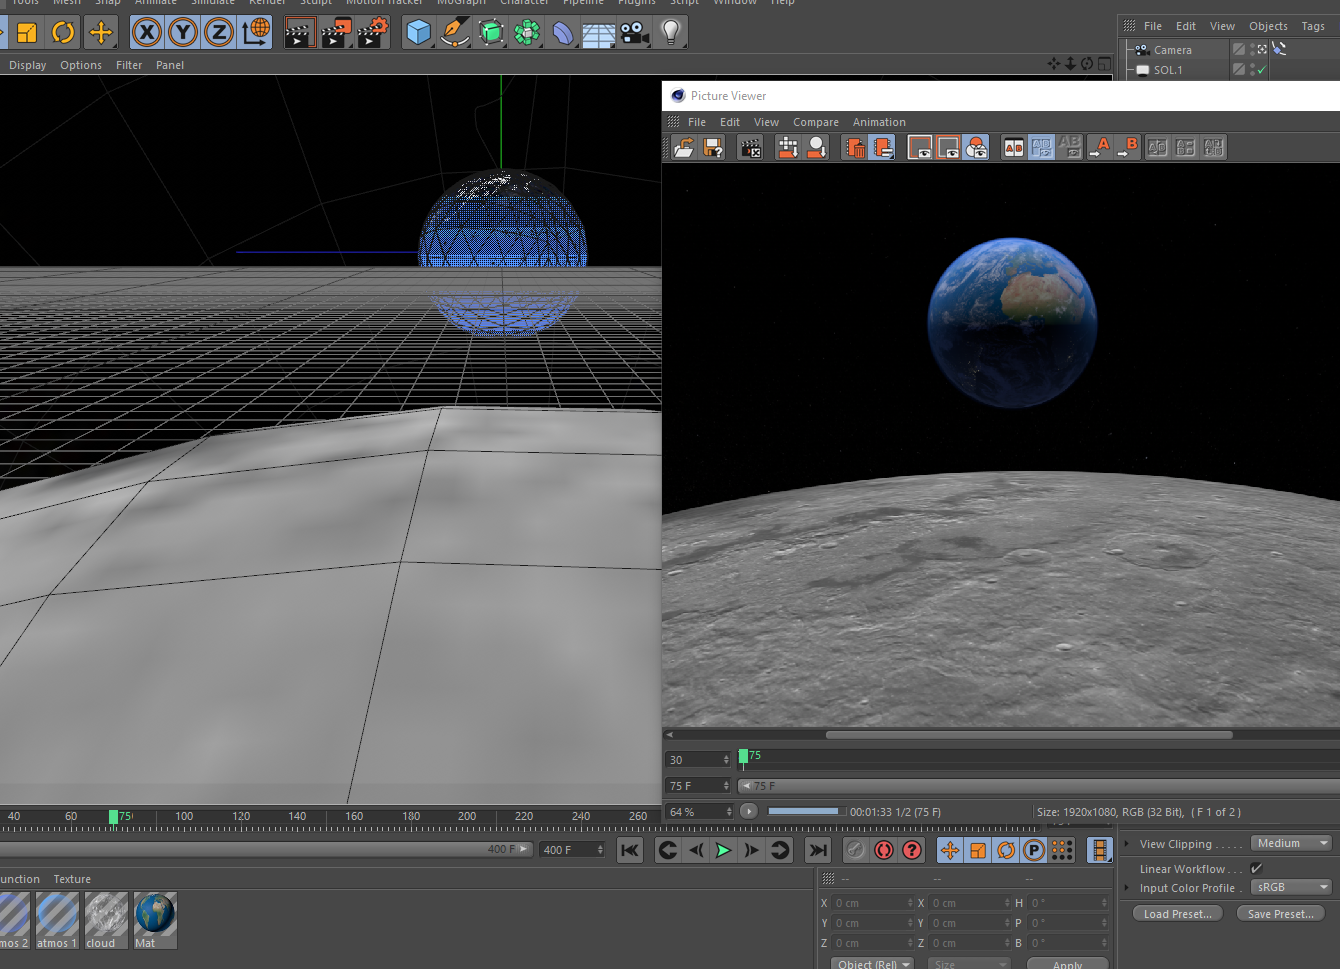 Tools Mesh Snap Animate Simulate Render Sculpt Motion Tracker MoGraph Character Pipeline Plugins Script Window Help
File Edit View Objects Tags
Camera
SOL.1
X Y Z
Display Options Filter Panel
Picture Viewer
File Edit View Compare Animation
AB
AB
A
B
30
75
75 F
75 F
64 %
00:01:33 1/2 (75 F)
Size: 1920x1080, RGB (32 Bit), ( F 1 of 2 )
40 60 75 100 120 140 160 180 200 220 240 260
400 F
400 F
P
View Clipping . . . . .
Medium
Linear Workflow . . .
Input Color Profile .
sRGB
Load Preset...
Save Preset...
unction Texture
mos 2
atmos 1
cloud
Mat
-- -- --
X 0 cm X 0 cm H 0 °
Y 0 cm Y 0 cm P 0 °
Z 0 cm Z 0 cm B 0 °
Object (Rel)
Size
Apply